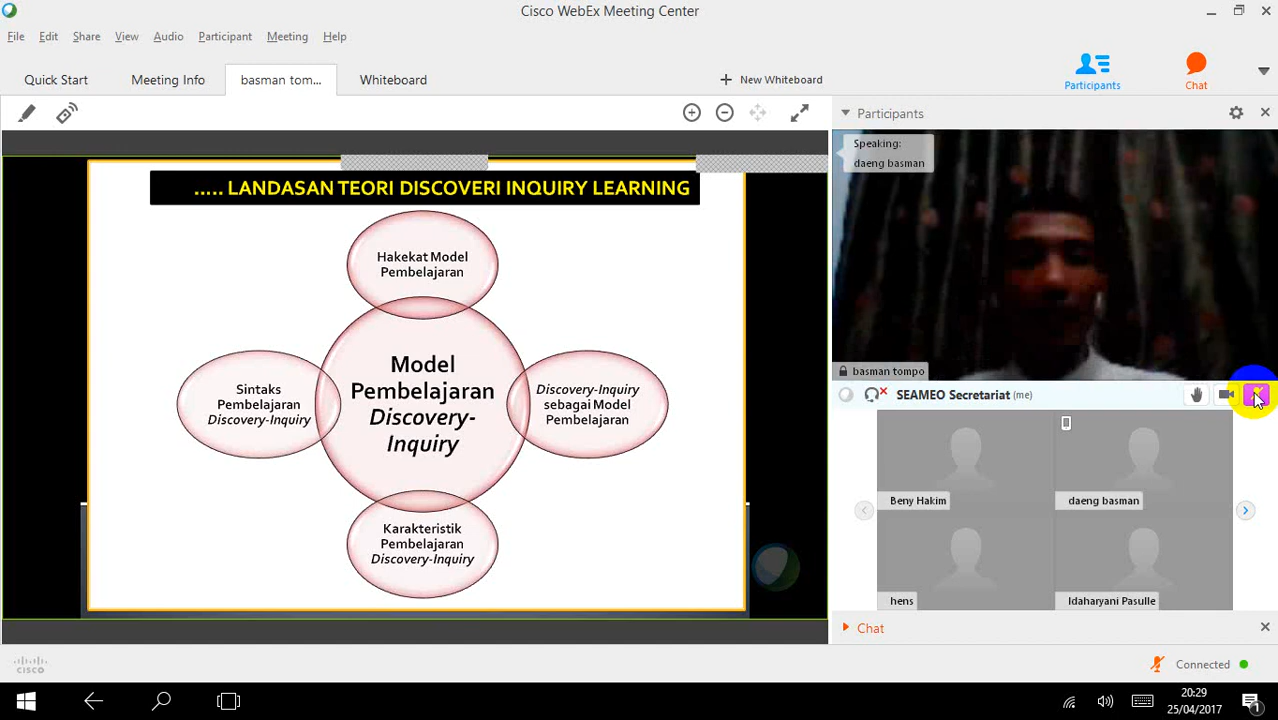 Cisco WebEx Meeting Center
File Edit Share View Audio Participant Meeting Help
Quick Start Meeting Info basman tom... Whiteboard
New Whiteboard
Participants
Chat
Participants
Speaking:
daeng basman
..... LANDASAN TEORI DISCOVERI INQUIRY LEARNING
Hakekat Model
Pembelajaran
Model
Pembelajaran
Discovery-
Inquiry
Sintaks
Pembelajaran
Discovery-Inquiry
Discovery-Inquiry
sebagai Model
Pembelajaran
Karakteristik
Pembelajaran
Discovery-Inquiry
basman tompo
SEAMEO Secretariat (me)
Beny Hakim
daeng basman
hens
Idaharyani Pasulle
Chat
cisco
Connected
20:29
25/04/2017
1